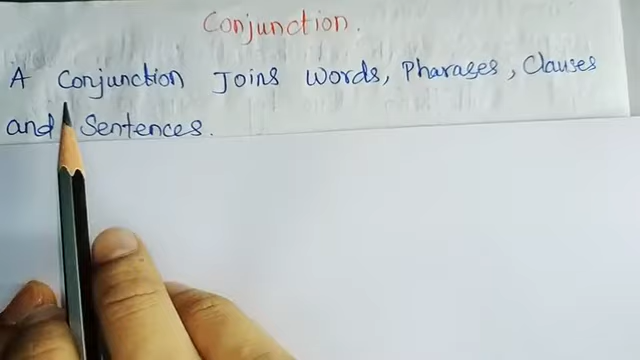 Conjunction.
A Conjunction Joins words, Pharases, Clauses
and Sentences.